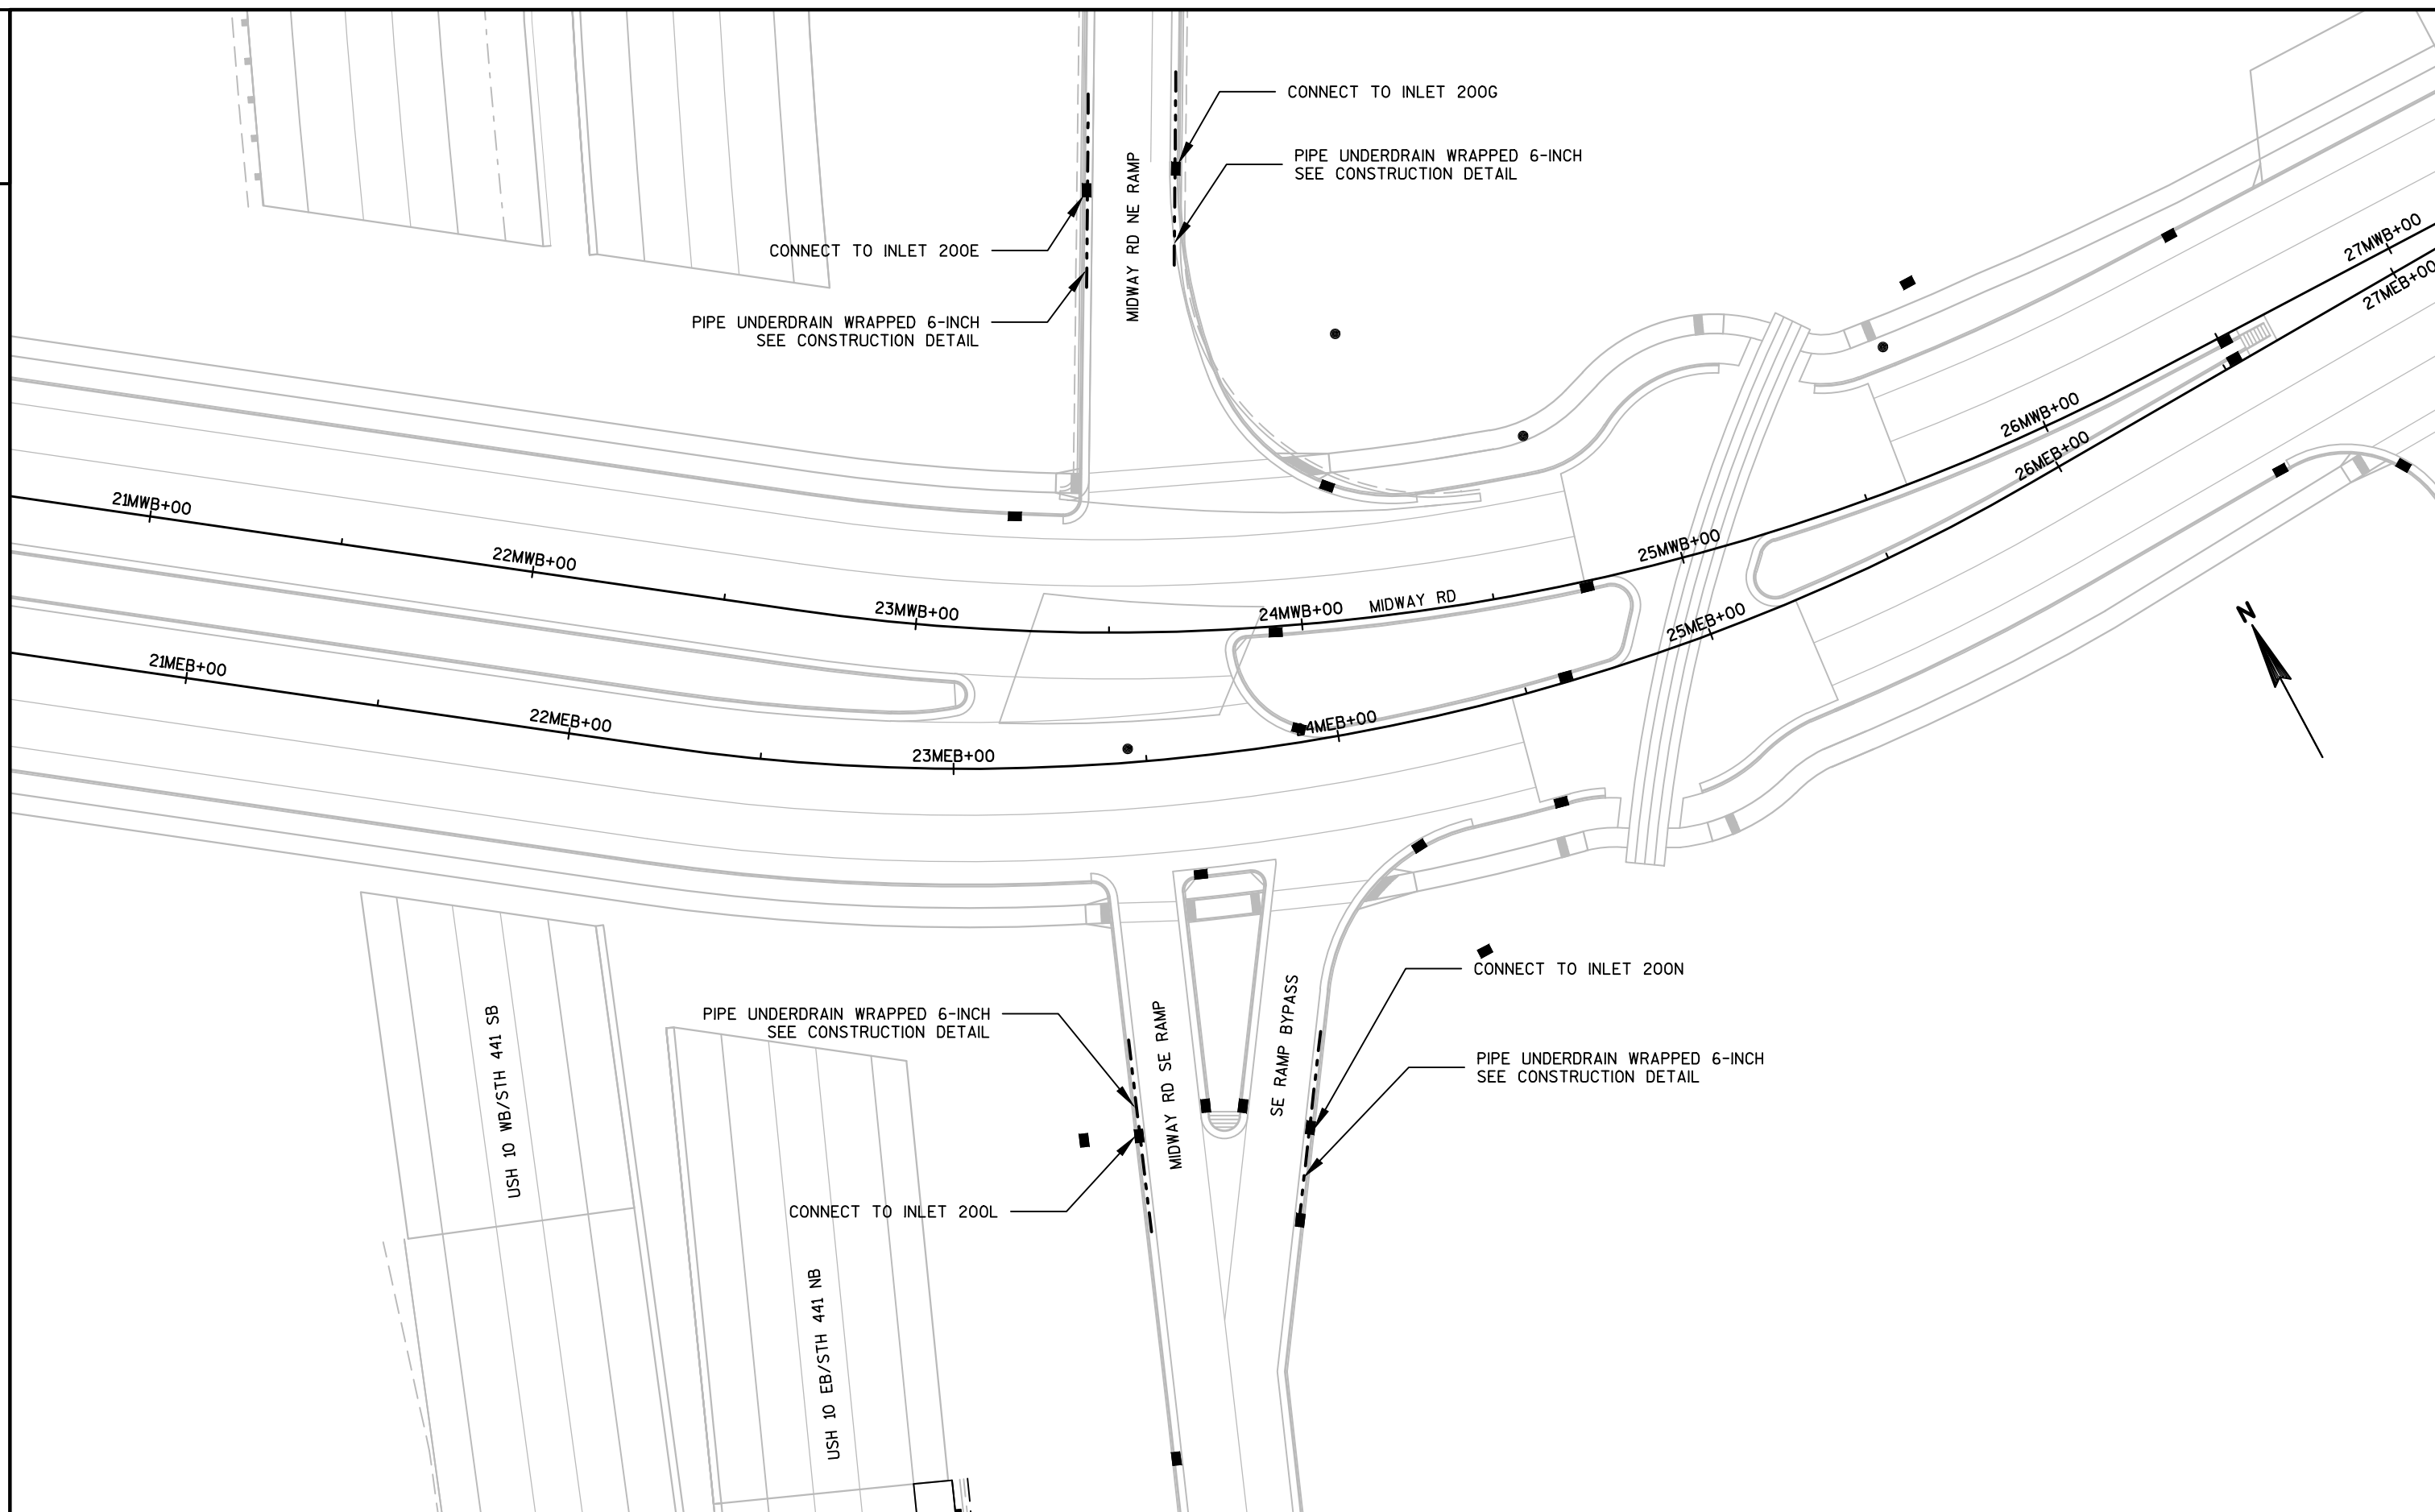 CONNECT TO INLET 200G
PIPE UNDERDRAIN WRAPPED 6-INCH
SEE CONSTRUCTION DETAIL
MIDWAY RD NE RAMP
CONNECT TO INLET 200E
PIPE UNDERDRAIN WRAPPED 6-INCH
SEE CONSTRUCTION DETAIL
27MWB+00
27MEB+00
26MWB+00
26MEB+00
21MWB+00
22MWB+00
23MWB+00
24MWB+00
MIDWAY RD
25MWB+00
25MEB+00
N
21MEB+00
22MEB+00
23MEB+00
4MEB+00
CONNECT TO INLET 200N
PIPE UNDERDRAIN WRAPPED 6-INCH
SEE CONSTRUCTION DETAIL
MIDWAY RD SE RAMP
SE RAMP BYPASS
PIPE UNDERDRAIN WRAPPED 6-INCH
SEE CONSTRUCTION DETAIL
USH 10 WB/STH 441 SB
CONNECT TO INLET 200L
USH 10 EB/STH 441 NB